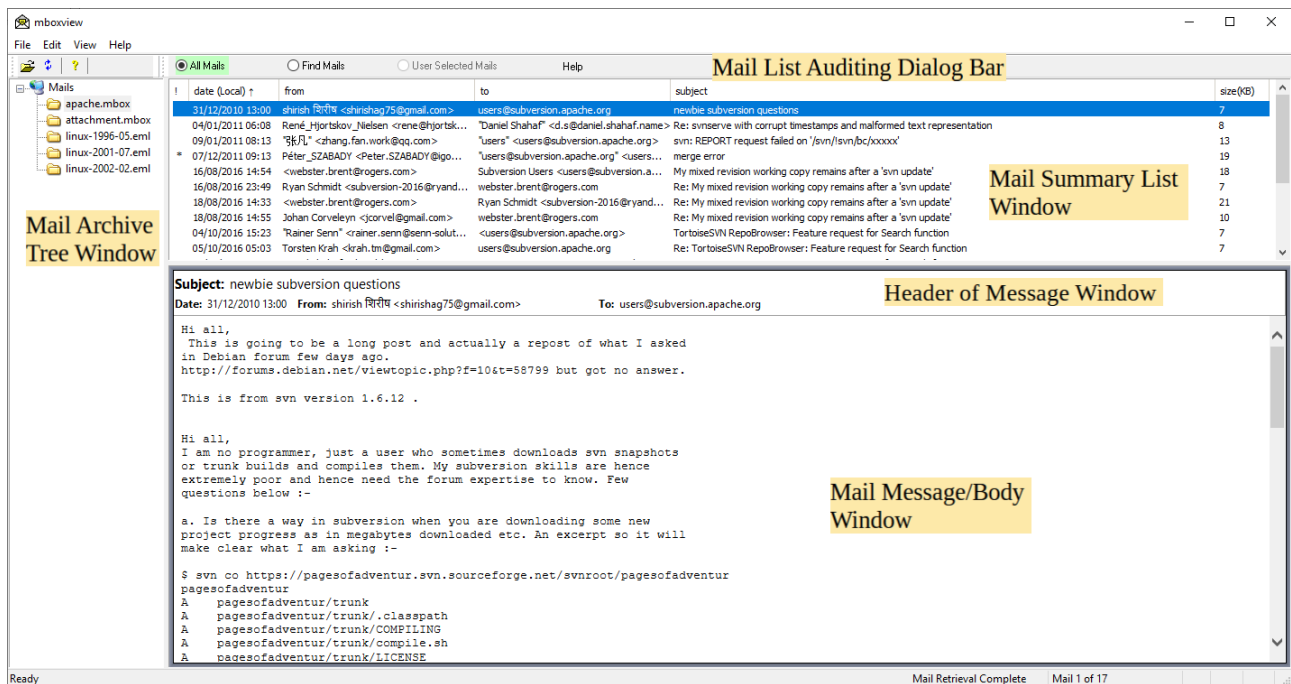 mboxview
File Edit View Help
All Mails Find Mails User Selected Mails Help
Mail List Auditing Dialog Bar
Mails
apache.mbox
attachment.mbox
linux-1996-05.eml
linux-2001-07.eml
linux-2002-02.eml
Mail Archive
Tree Window
! date (Local) ↑ from to subject size(KB)
31/12/2010 13:00 shirish शिरीष <shirishag75@gmail.com> users@subversion.apache.org newbie subversion questions 7
04/01/2011 06:08 René_Hjortskov_Nielsen <rene@hjortsk... "Daniel Shahaf" <d.s@daniel.shahaf.name> Re: svnserve with corrupt timestamps and malformed text representation 8
09/01/2011 08:13 "张凡" <zhang.fan.work@qq.com> "users" <users@subversion.apache.org> svn: REPORT request failed on '/svn/!svn/bc/xxxxx' 13
* 07/12/2011 09:13 Péter_SZABADY <Peter.SZABADY@igo... "users@subversion.apache.org" <users... merge error 19
16/08/2016 14:54 <webster.brent@rogers.com> Subversion Users <users@subversion.a... My mixed revision working copy remains after a 'svn update' 18
16/08/2016 23:49 Ryan Schmidt <subversion-2016@ryand... webster.brent@rogers.com Re: My mixed revision working copy remains after a 'svn update' 7
18/08/2016 14:33 <webster.brent@rogers.com> Ryan Schmidt <subversion-2016@ryand... Re: My mixed revision working copy remains after a 'svn update' 21
18/08/2016 14:55 Johan Corveleyn <jcorvel@gmail.com> webster.brent@rogers.com Re: My mixed revision working copy remains after a 'svn update' 10
04/10/2016 15:23 "Rainer Senn" <rainer.senn@senn-solut... <users@subversion.apache.org> TortoiseSVN RepoBrowser: Feature request for Search function 7
05/10/2016 05:03 Torsten Krah <krah.tm@gmail.com> users@subversion.apache.org Re: TortoiseSVN RepoBrowser: Feature request for Search function 7
Mail Summary List
Window
Subject: newbie subversion questions
Date: 31/12/2010 13:00 From: shirish शिरीष <shirishag75@gmail.com> To: users@subversion.apache.org
Header of Message Window
Hi all,
This is going to be a long post and actually a repost of what I asked
in Debian forum few days ago.
http://forums.debian.net/viewtopic.php?f=10&t=58799 but got no answer.
This is from svn version 1.6.12 .
Hi all,
I am no programmer, just a user who sometimes downloads svn snapshots
or trunk builds and compiles them. My subversion skills are hence
extremely poor and hence need the forum expertise to know. Few
questions below :-
a. Is there a way in subversion when you are downloading some new
project progress as in megabytes downloaded etc. An excerpt so it will
make clear what I am asking :-
$ svn co https://pagesofadventur.svn.sourceforge.net/svnroot/pagesofadventur
pagesofadventur
A pagesofadventur/trunk
A pagesofadventur/trunk/.classpath
A pagesofadventur/trunk/COMPILING
A pagesofadventur/trunk/compile.sh
A pagesofadventur/trunk/LICENSE
Mail Message/Body
Window
Ready Mail Retrieval Complete Mail 1 of 17